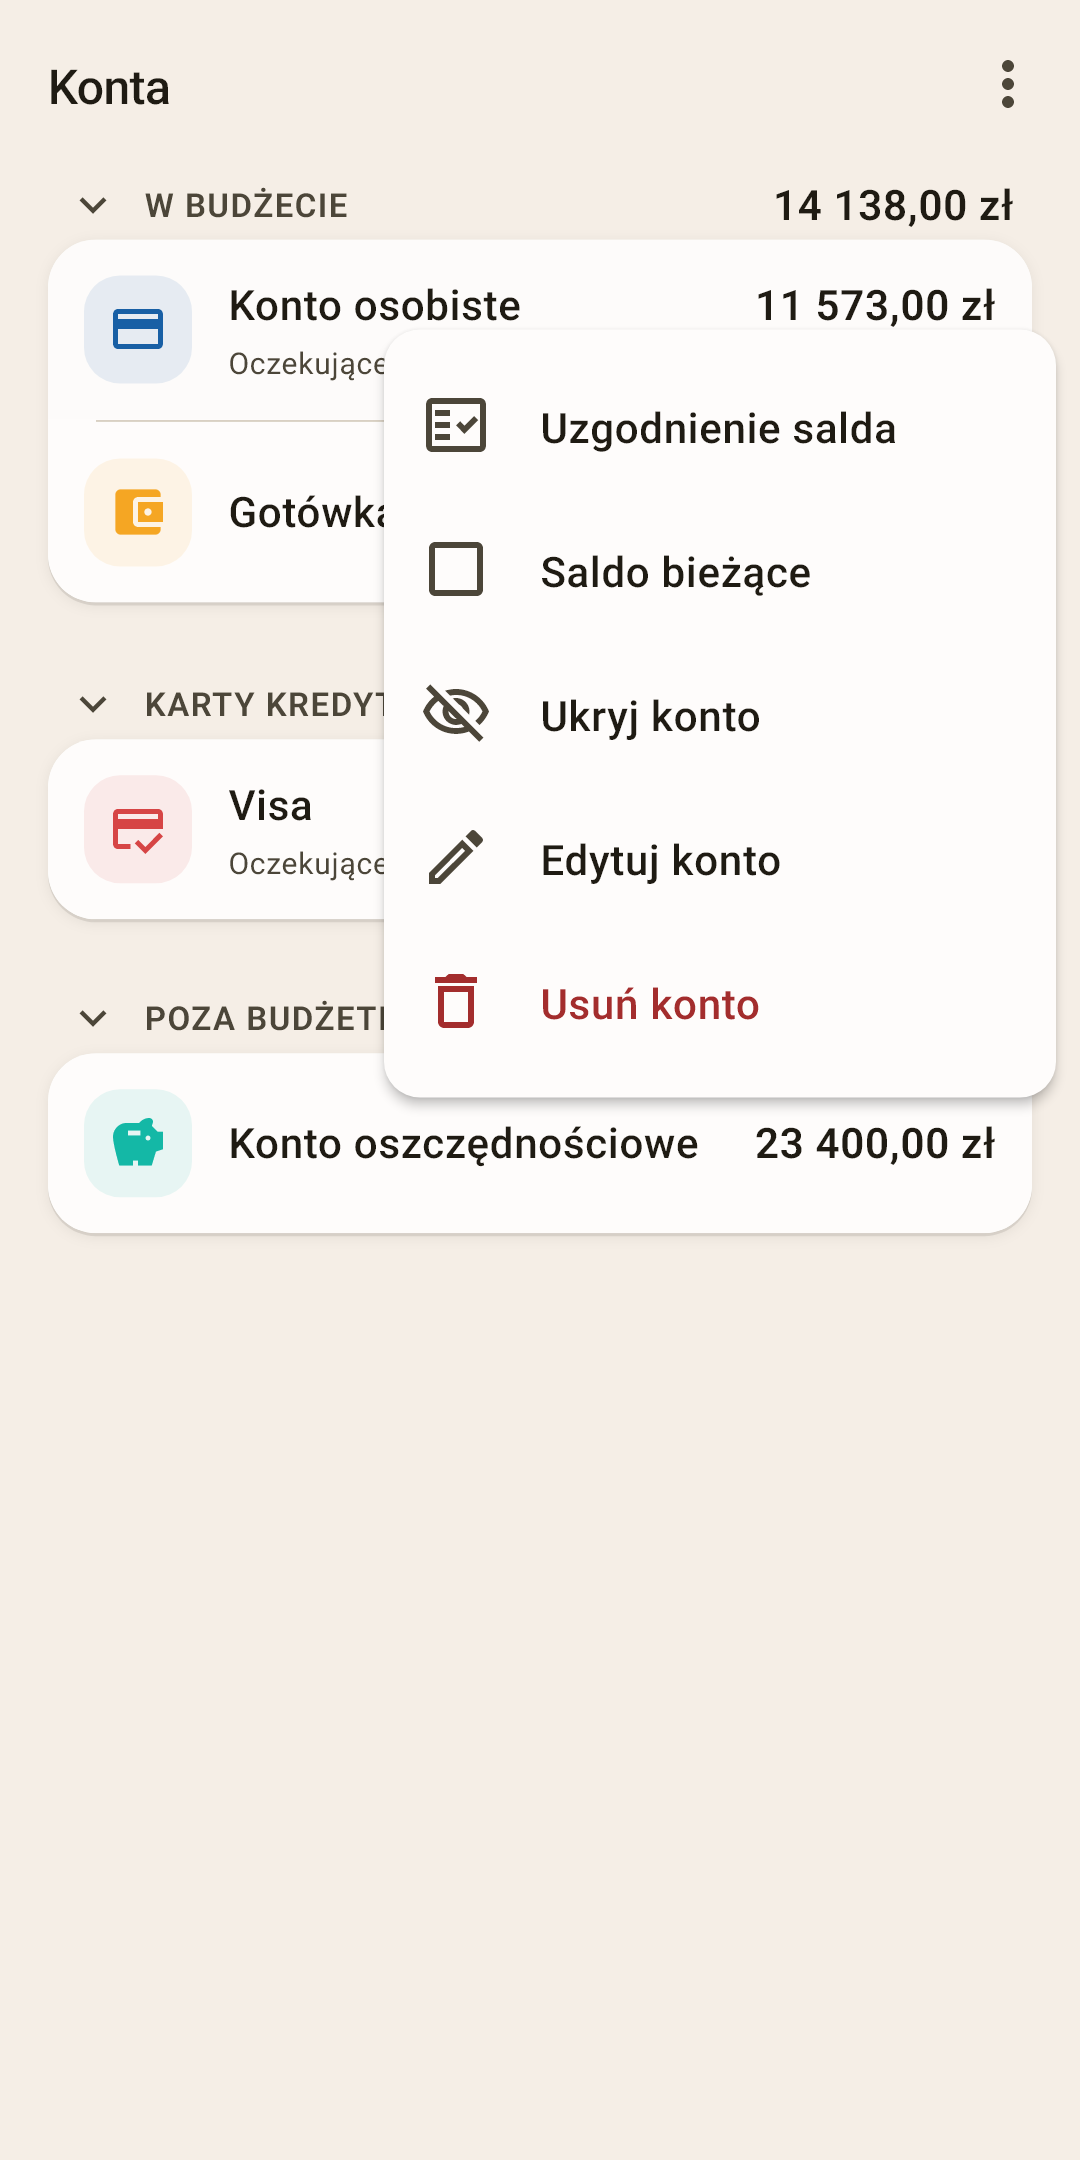 Konta
W BUDŻECIE 14 138,00 zł
Konto osobiste 11 573,00 zł
Oczekujące
Uzgodnienie salda
Gotówka
Saldo bieżące
KARTY KREDYT
Ukryj konto
Visa
Oczekujące
Edytuj konto
Usuń konto
POZA BUDŻET
Konto oszczędnościowe 23 400,00 zł